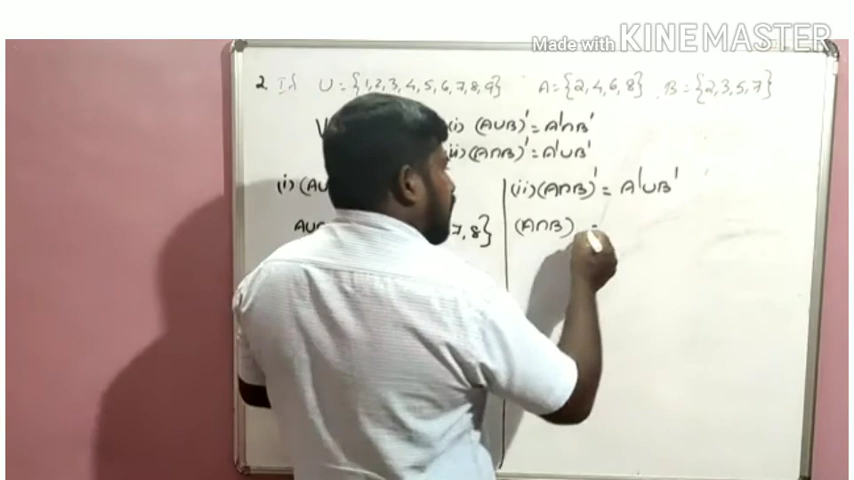 Made with KINEMASTER
2. If U = {1, 2, 3, 4, 5, 6, 7, 8, 9} A = {2, 4, 6, 8} B = {2, 3, 5, 7}
(i) (A∪B)' = A'∩B'
ii) (A∩B)' = A'∪B'
(i) (A∪
(ii) (A∩B)' = A'∪B'
A∪
7, 8}
(A∩B) =